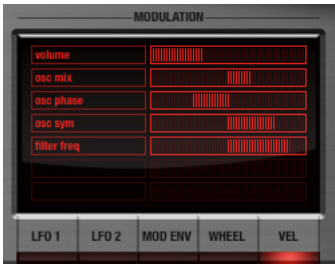 MODULATION
volume
osc mix
osc phase
osc sym
filter freq
LFO 1 LFO 2 MOD ENV WHEEL VEL